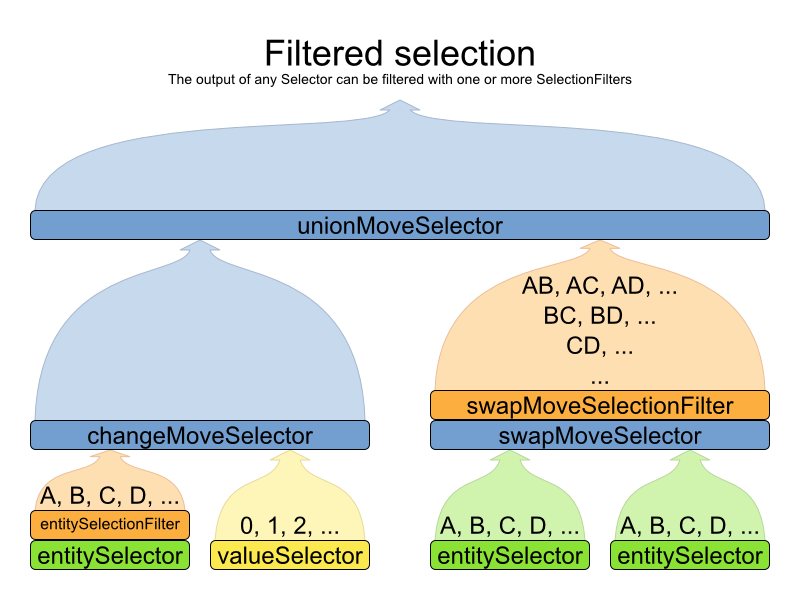 Filtered selection
The output of any Selector can be filtered with one or more SelectionFilters
unionMoveSelector
AB, AC, AD, ...
BC, BD, ...
CD, ...
...
swapMoveSelectionFilter
changeMoveSelector
swapMoveSelector
A, B, C, D, ...
entitySelectionFilter
0, 1, 2, ...
A, B, C, D, ...
A, B, C, D, ...
entitySelector
valueSelector
entitySelector
entitySelector